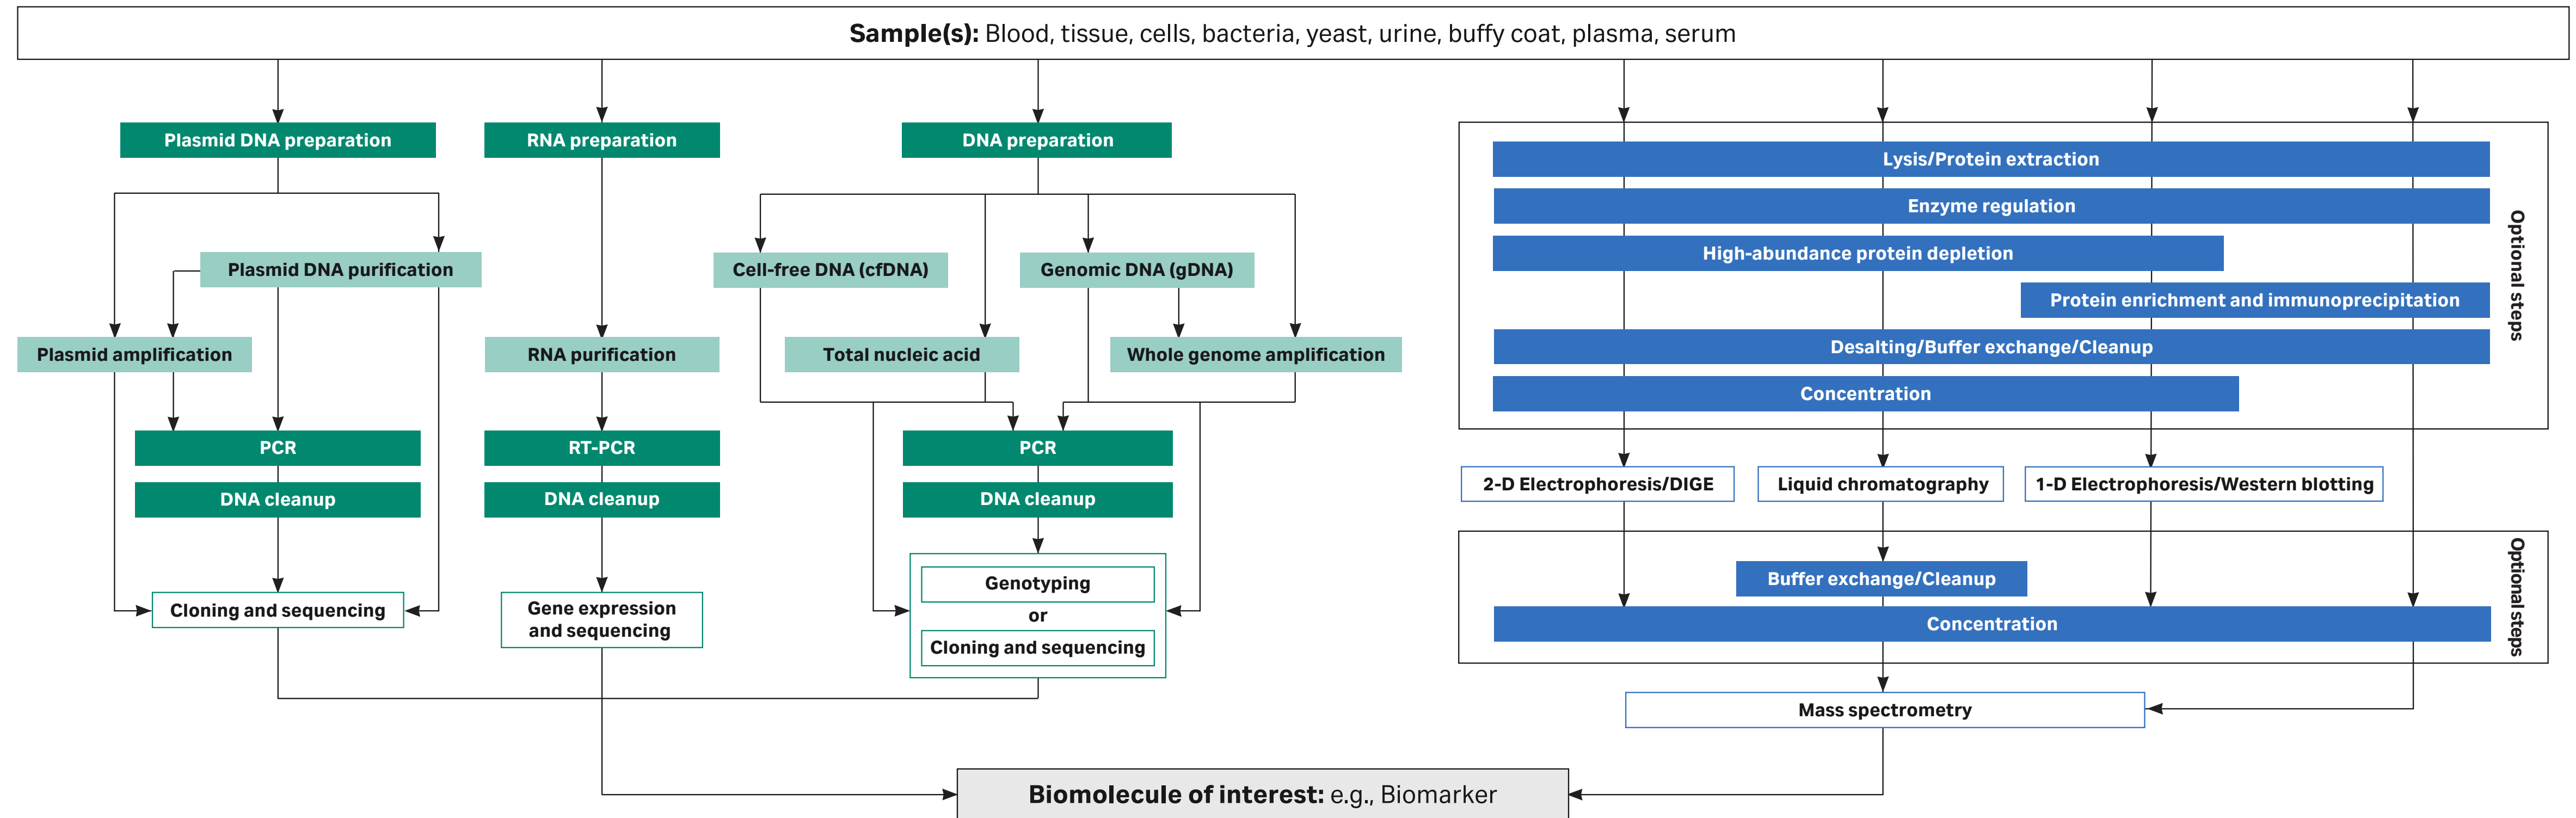 Sample(s): Blood, tissue, cells, bacteria, yeast, urine, buffy coat, plasma, serum
Plasmid DNA preparation
RNA preparation
DNA preparation
Plasmid DNA purification
Cell-free DNA (cfDNA)
Genomic DNA (gDNA)
Plasmid amplification
RNA purification
Total nucleic acid
Whole genome amplification
PCR
RT-PCR
PCR
DNA cleanup
DNA cleanup
DNA cleanup
Cloning and sequencing
Gene expression
and sequencing
Genotyping
or
Cloning and sequencing
Lysis/Protein extraction
Enzyme regulation
High-abundance protein depletion
Protein enrichment and immunoprecipitation
Desalting/Buffer exchange/Cleanup
Concentration
Optional steps
2-D Electrophoresis/DIGE
Liquid chromatography
1-D Electrophoresis/Western blotting
Buffer exchange/Cleanup
Concentration
Optional steps
Mass spectrometry
Biomolecule of interest: e.g., Biomarker